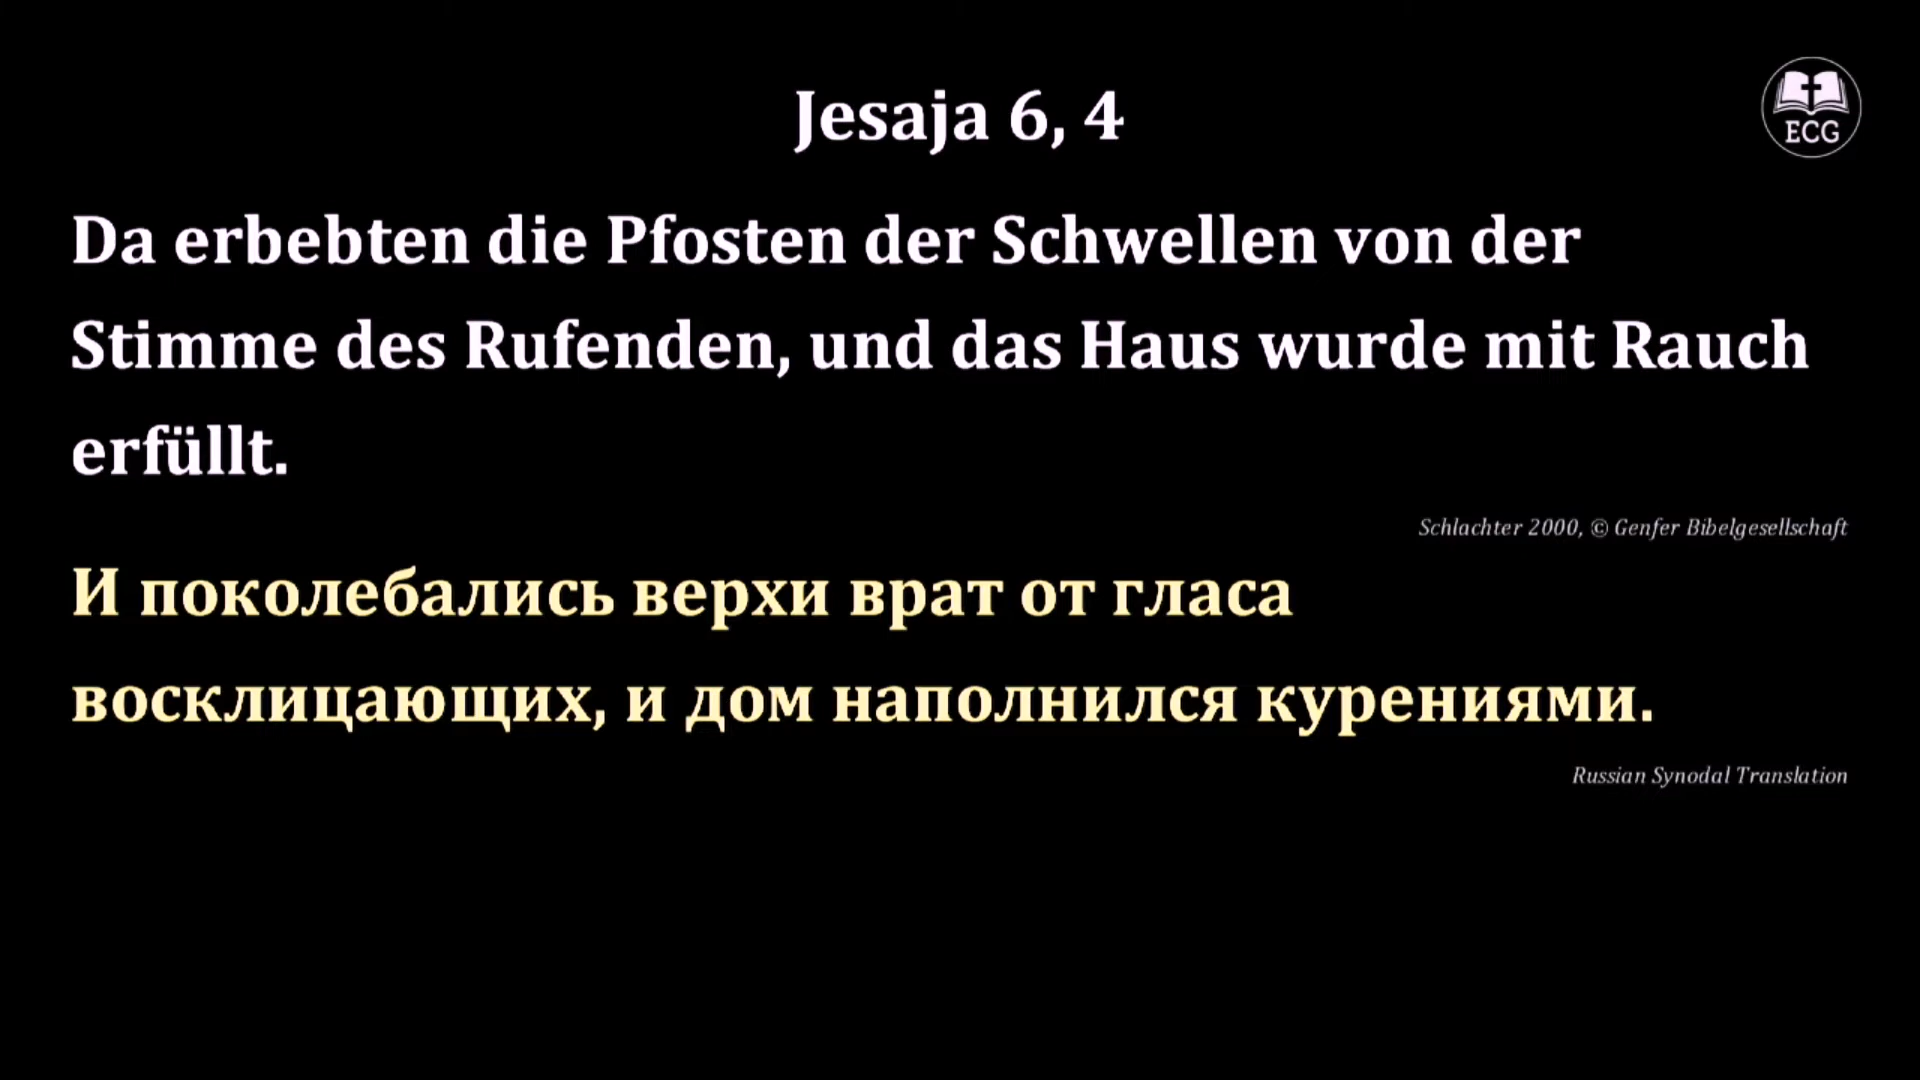 Jesaja 6, 4
ECG
Da erbebten die Pfosten der Schwellen von der
Stimme des Rufenden, und das Haus wurde mit Rauch
erfüllt.
Schlachter 2000, © Genfer Bibelgesellschaft
И поколебались верхи врат от гласа
восклицающих, и дом наполнился курениями.
Russian Synodal Translation